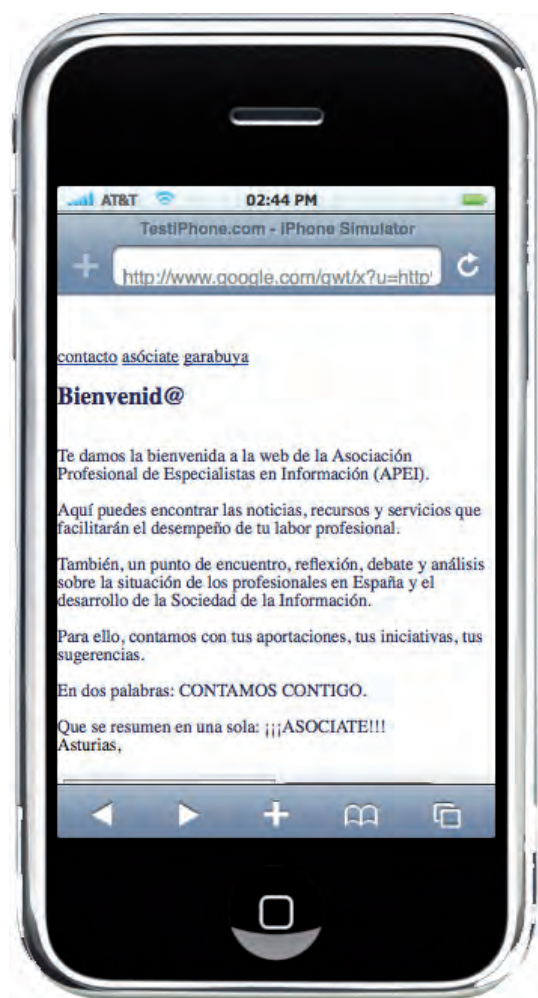 AT&T 02:44 PM
TestiPhone.com - iPhone Simulator
http://www.google.com/gwt/x?u=http
contacto asóciate garabuya
Bienvenid@
Te damos la bienvenida a la web de la Asociación
Profesional de Especialistas en Información (APEI).
Aquí puedes encontrar las noticias, recursos y servicios que
facilitarán el desempeño de tu labor profesional.
También, un punto de encuentro, reflexión, debate y análisis
sobre la situación de los profesionales en España y el
desarrollo de la Sociedad de la Información.
Para ello, contamos con tus aportaciones, tus iniciativas, tus
sugerencias.
En dos palabras: CONTAMOS CONTIGO.
Que se resumen en una sola: ¡¡¡ASOCIATE!!!
Asturias,